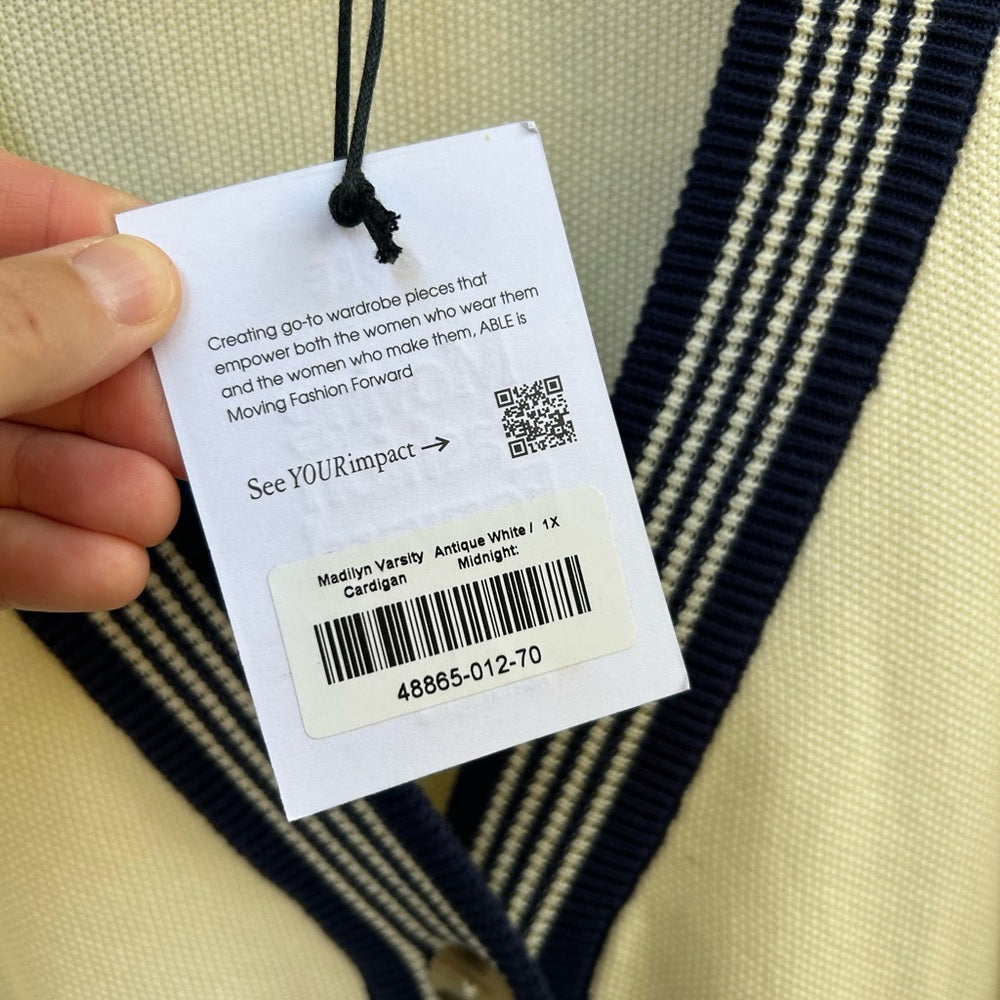 Creating go-to wardrobe pieces that
empower both the women who wear them
and the women who make them, ABLE is
Moving Fashion Forward
See YOUR impact →
Madilyn Varsity Cardigan
Antique White / Midnight:
1X
48865-012-70